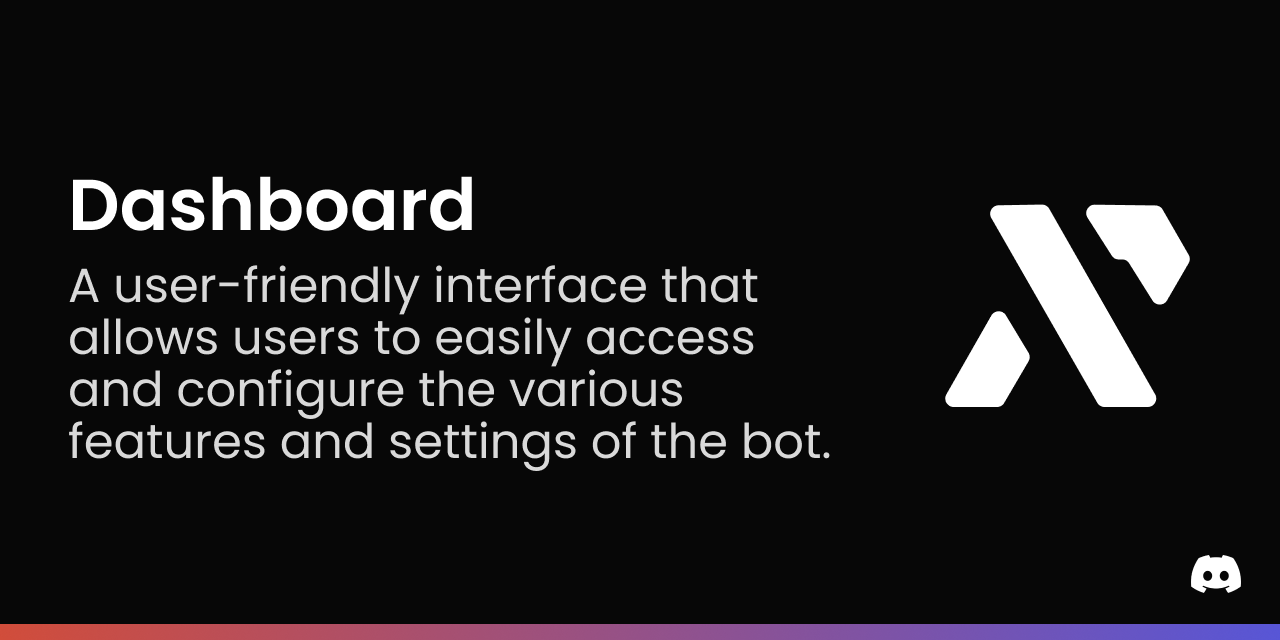 Dashboard
A user-friendly interface that
allows users to easily access
and configure the various
features and settings of the bot.